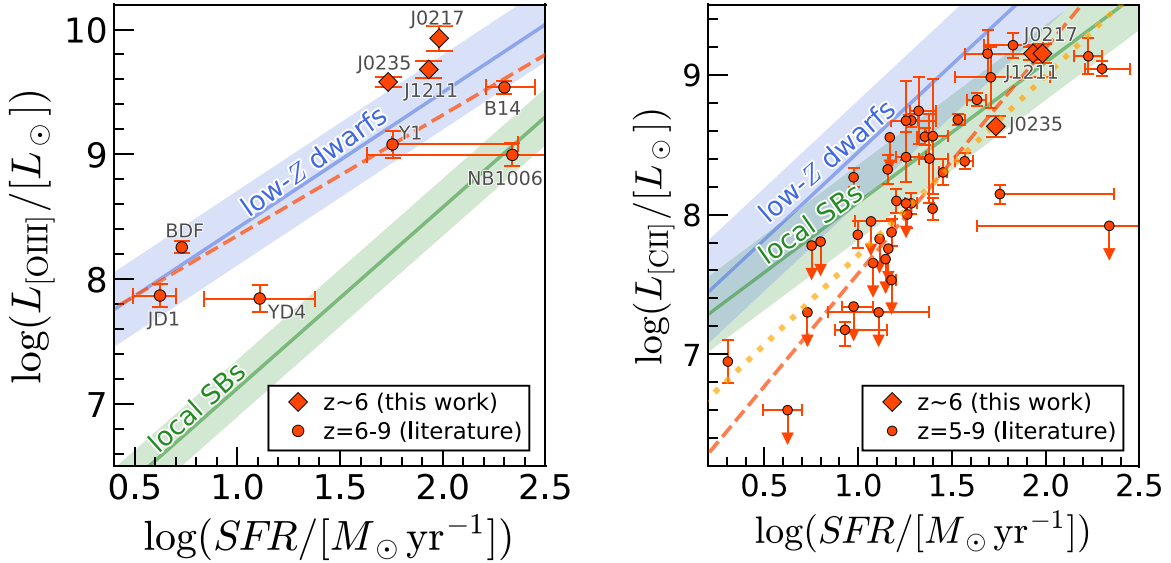 10
9
8
7
log(L[OIII]/[L⊙])
0.5 1.0 1.5 2.0 2.5
log(SFR/[M⊙ yr−1])
J0217
J0235
J1211
B14
Y1
NB1006
BDF
JD1
YD4
low-Z dwarfs
local SBs
z~6 (this work)
z=6-9 (literature)
9
8
7
log(L[CII]/[L⊙])
0.5 1.0 1.5 2.0 2.5
log(SFR/[M⊙ yr−1])
J0217
J1211
J0235
low-Z dwarfs
local SBs
z~6 (this work)
z=5-9 (literature)